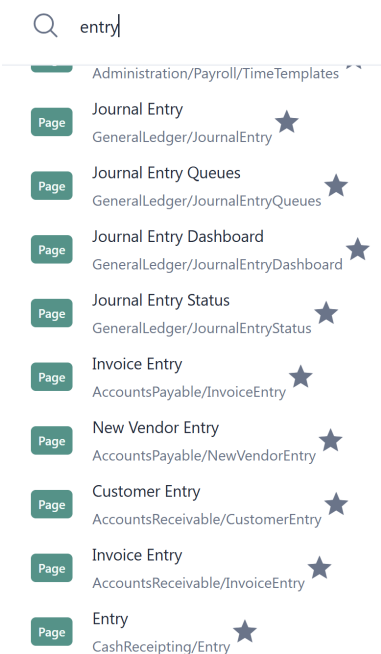 entry
Administration/Payroll/TimeTemplates
Journal Entry
Page
GeneralLedger/JournalEntry
Journal Entry Queues
Page
GeneralLedger/JournalEntryQueues
Journal Entry Dashboard
Page
GeneralLedger/JournalEntryDashboard
Journal Entry Status
Page
GeneralLedger/JournalEntryStatus
Invoice Entry
Page
AccountsPayable/InvoiceEntry
New Vendor Entry
Page
AccountsPayable/NewVendorEntry
Customer Entry
Page
AccountsReceivable/CustomerEntry
Invoice Entry
Page
AccountsReceivable/InvoiceEntry
Entry
Page
CashReceipting/Entry